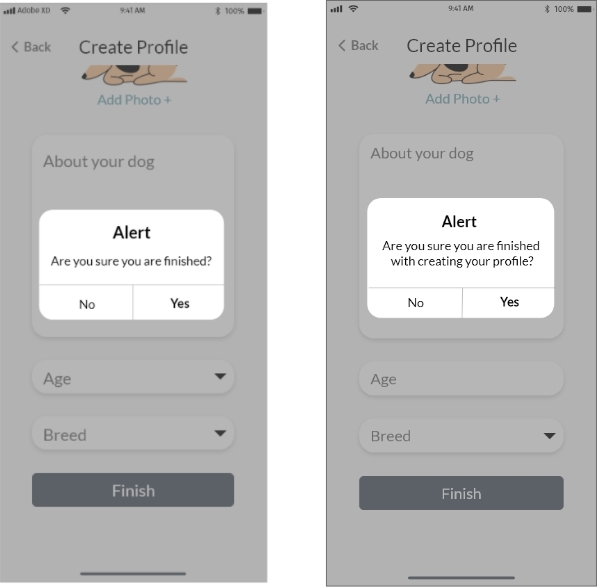 Adobe XD 9:41 AM 100%
Back Create Profile
Add Photo +
About your dog
Alert
Are you sure you are finished?
No Yes
Age
Breed
Finish
9:41 AM 100%
Back Create Profile
Add Photo +
About your dog
Alert
Are you sure you are finished
with creating your profile?
No Yes
Age
Breed
Finish